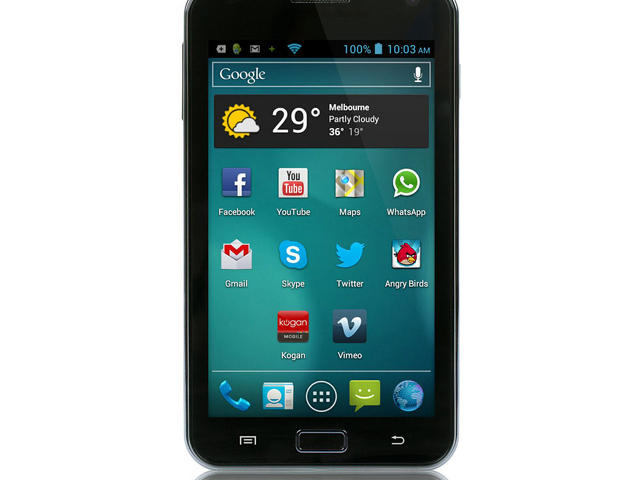 100% 10:03 AM
Google
29°
Melbourne
Partly Cloudy
36° 19°
f You Tube
Facebook YouTube Maps WhatsApp
M S
Gmail Skype Twitter Angry Birds
kogan MOBILE V
Kogan Vimeo